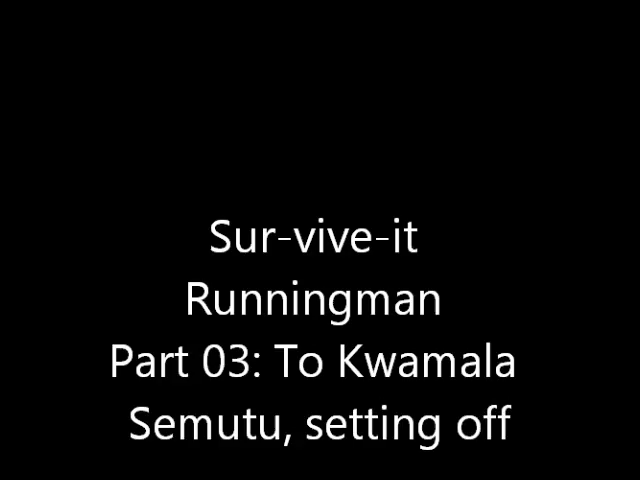 Sur-vive-it
Runningman
Part 03: To Kwamala
Semutu, setting off